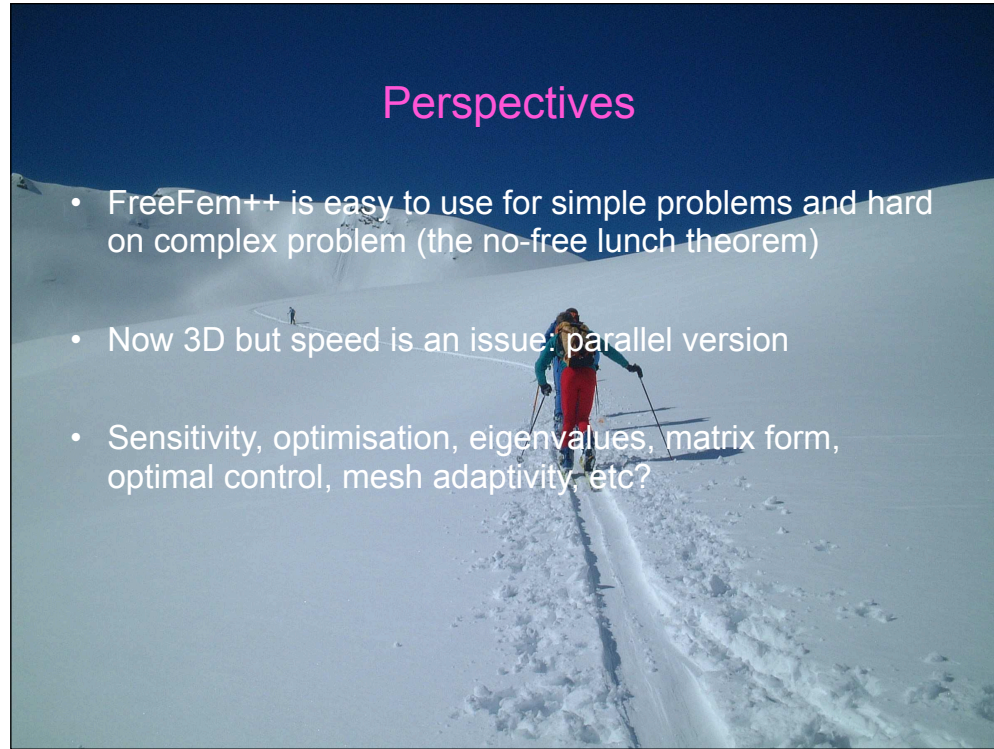 Perspectives
• FreeFem++ is easy to use for simple problems and hard
on complex problem (the no-free lunch theorem)
• Now 3D but speed is an issue: parallel version
• Sensitivity, optimisation, eigenvalues, matrix form,
optimal control, mesh adaptivity, etc?